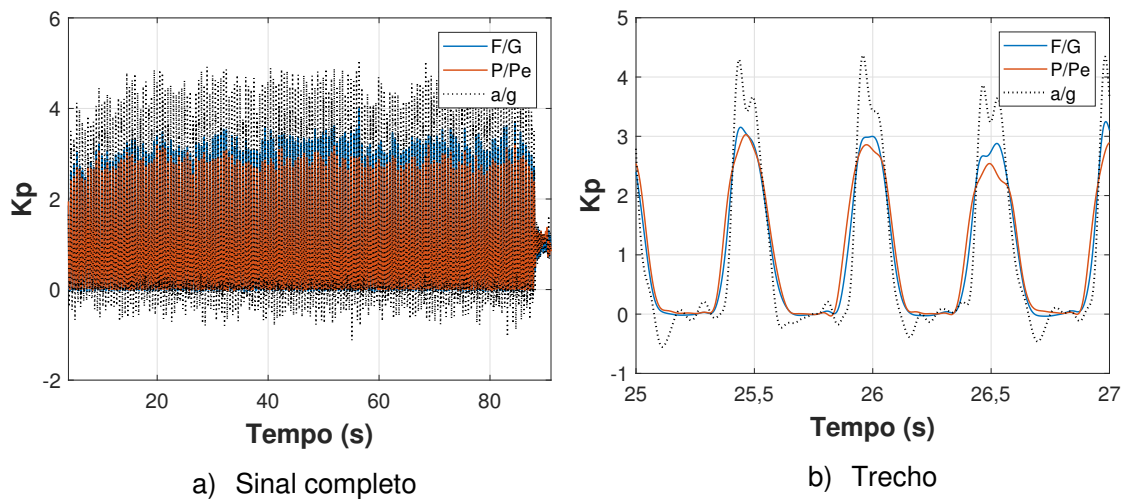 6
4
2
0
-2
Kp
20
40
60
80
Tempo (s)
F/G
P/Pe
a/g
a) Sinal completo
5
4
3
2
1
0
-1
Kp
25
25,5
26
26,5
27
Tempo (s)
F/G
P/Pe
a/g
b) Trecho